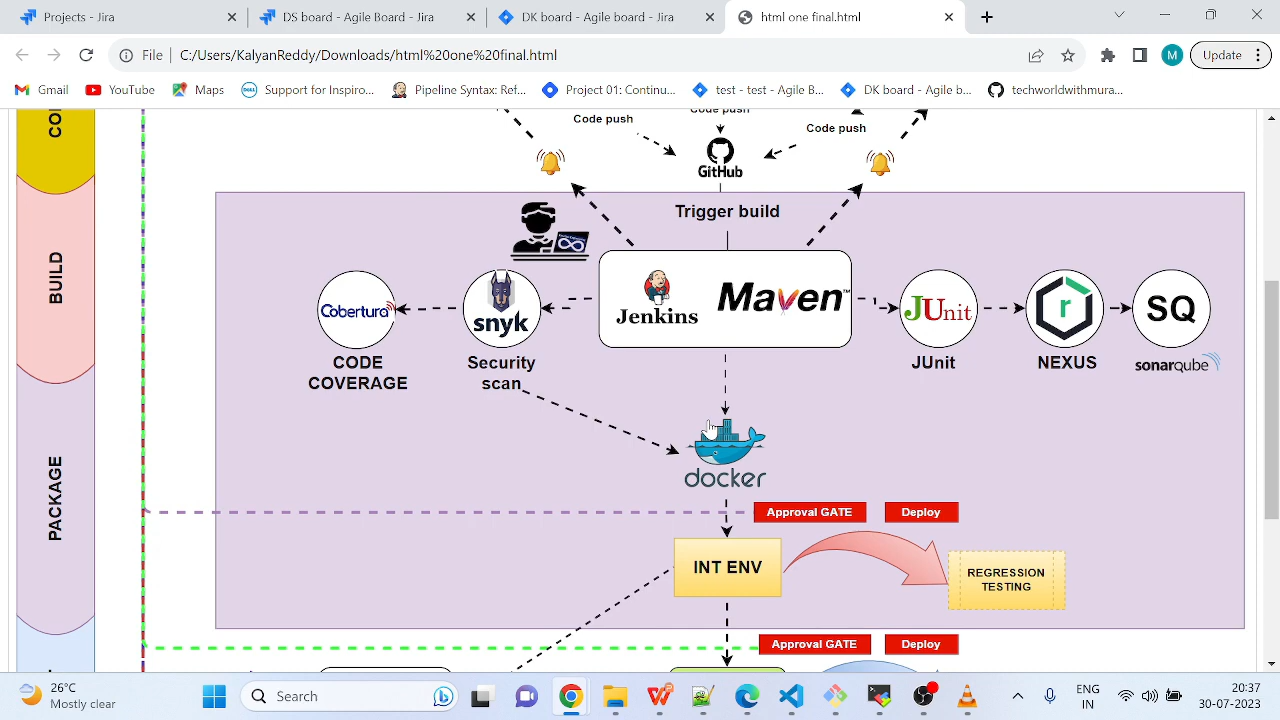 Projects - Jira
DS board - Agile board - Jira
DK board - Agile board - Jira
html one final.html
File
C:/Users/KalyanReddy/Downloads/html%20one%20final.html
M
Update
Gmail
YouTube
Maps
Support for Inspiro...
Pipeline Syntax: Ref...
Project 01: Continu...
test - test - Agile B...
DK board - Agile b...
techworldwithmura...
Code push
Code push
Code push
GitHub
Trigger build
BUILD
Jenkins
Maven™
Cobertura
snyk
JUnit
SQ
CODE
COVERAGE
Security
scan
JUnit
NEXUS
sonarqube
docker
PACKAGE
Approval GATE
Deploy
INT ENV
REGRESSION
TESTING
Approval GATE
Deploy
26°C
Mostly clear
Search
ENG
IN
20:37
30-07-2023